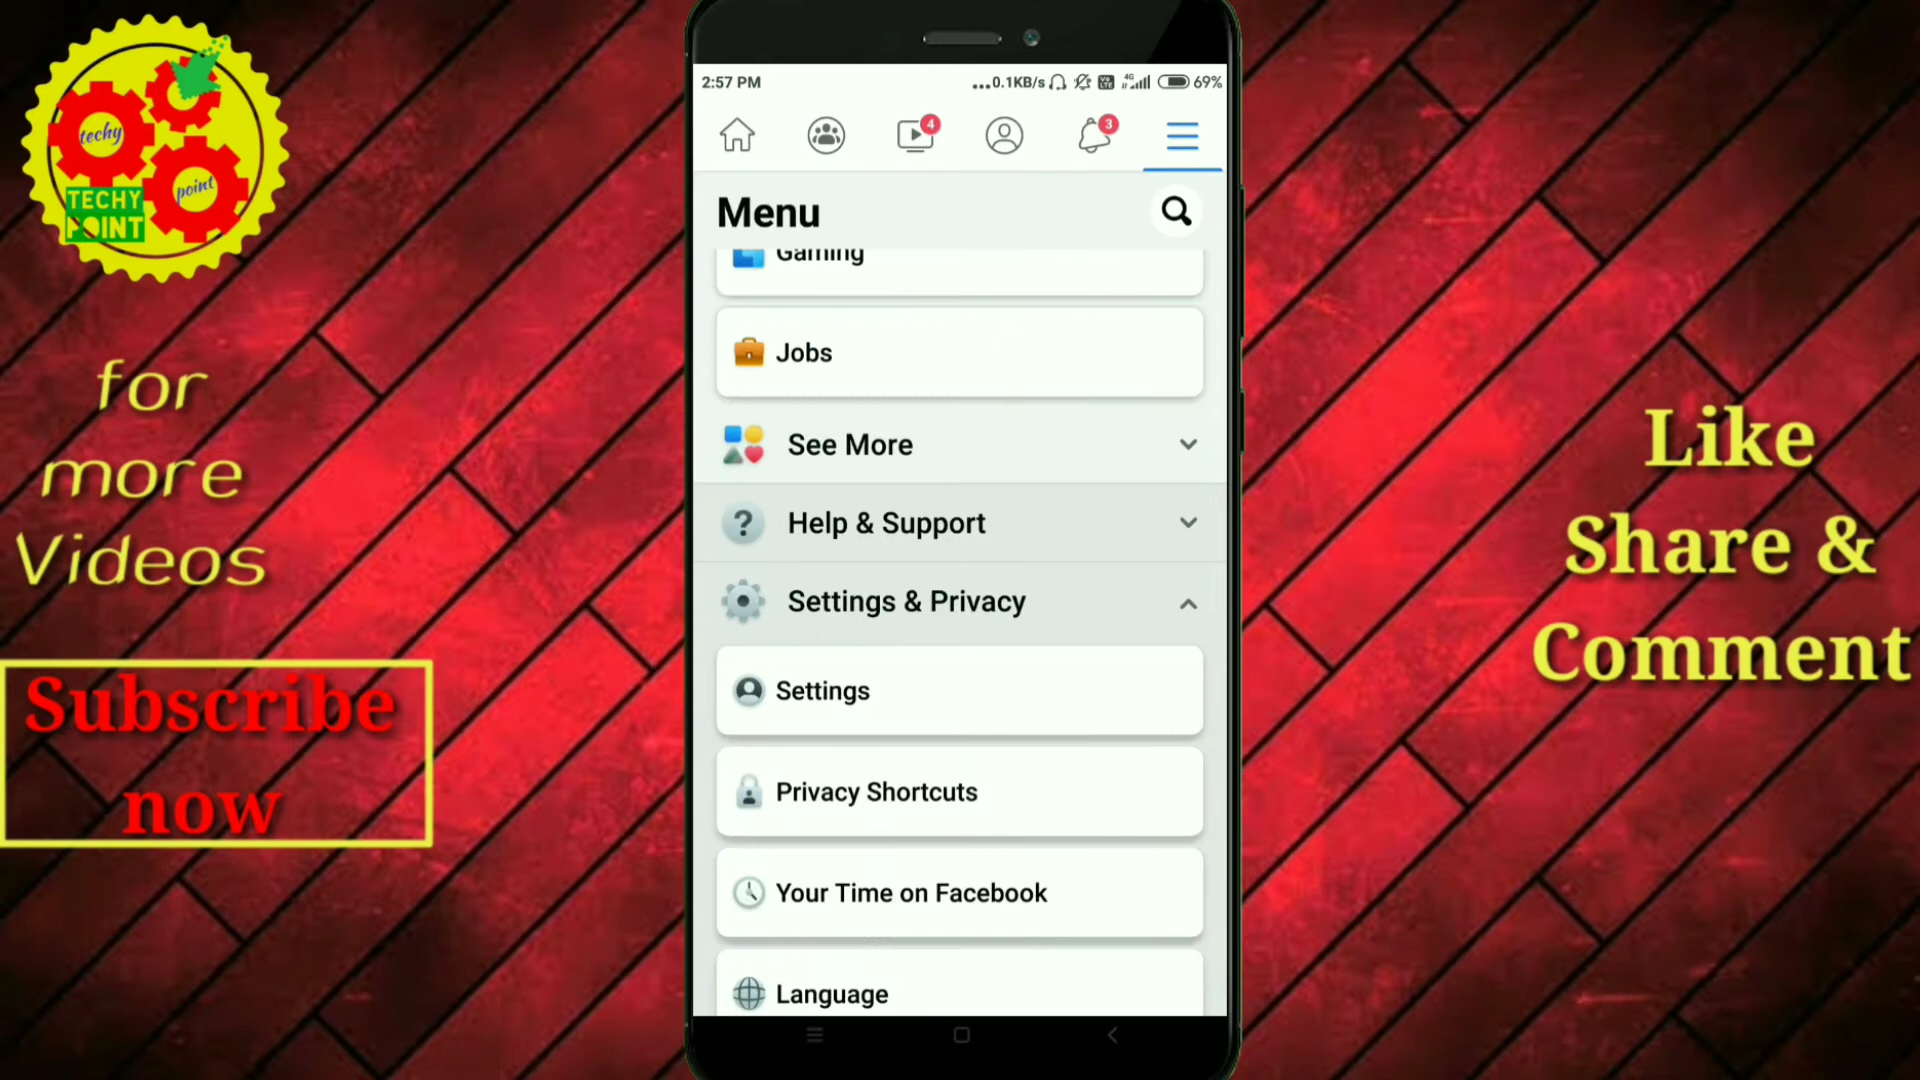 techy
point
TECHY
POINT
for
more
Videos
Subscribe
now
2:57 PM
...0.1KB/s
4G
69%
4
3
Menu
Gaming
Jobs
See More
Help & Support
Settings & Privacy
Settings
Privacy Shortcuts
Your Time on Facebook
Language
Like
Share &
Comment